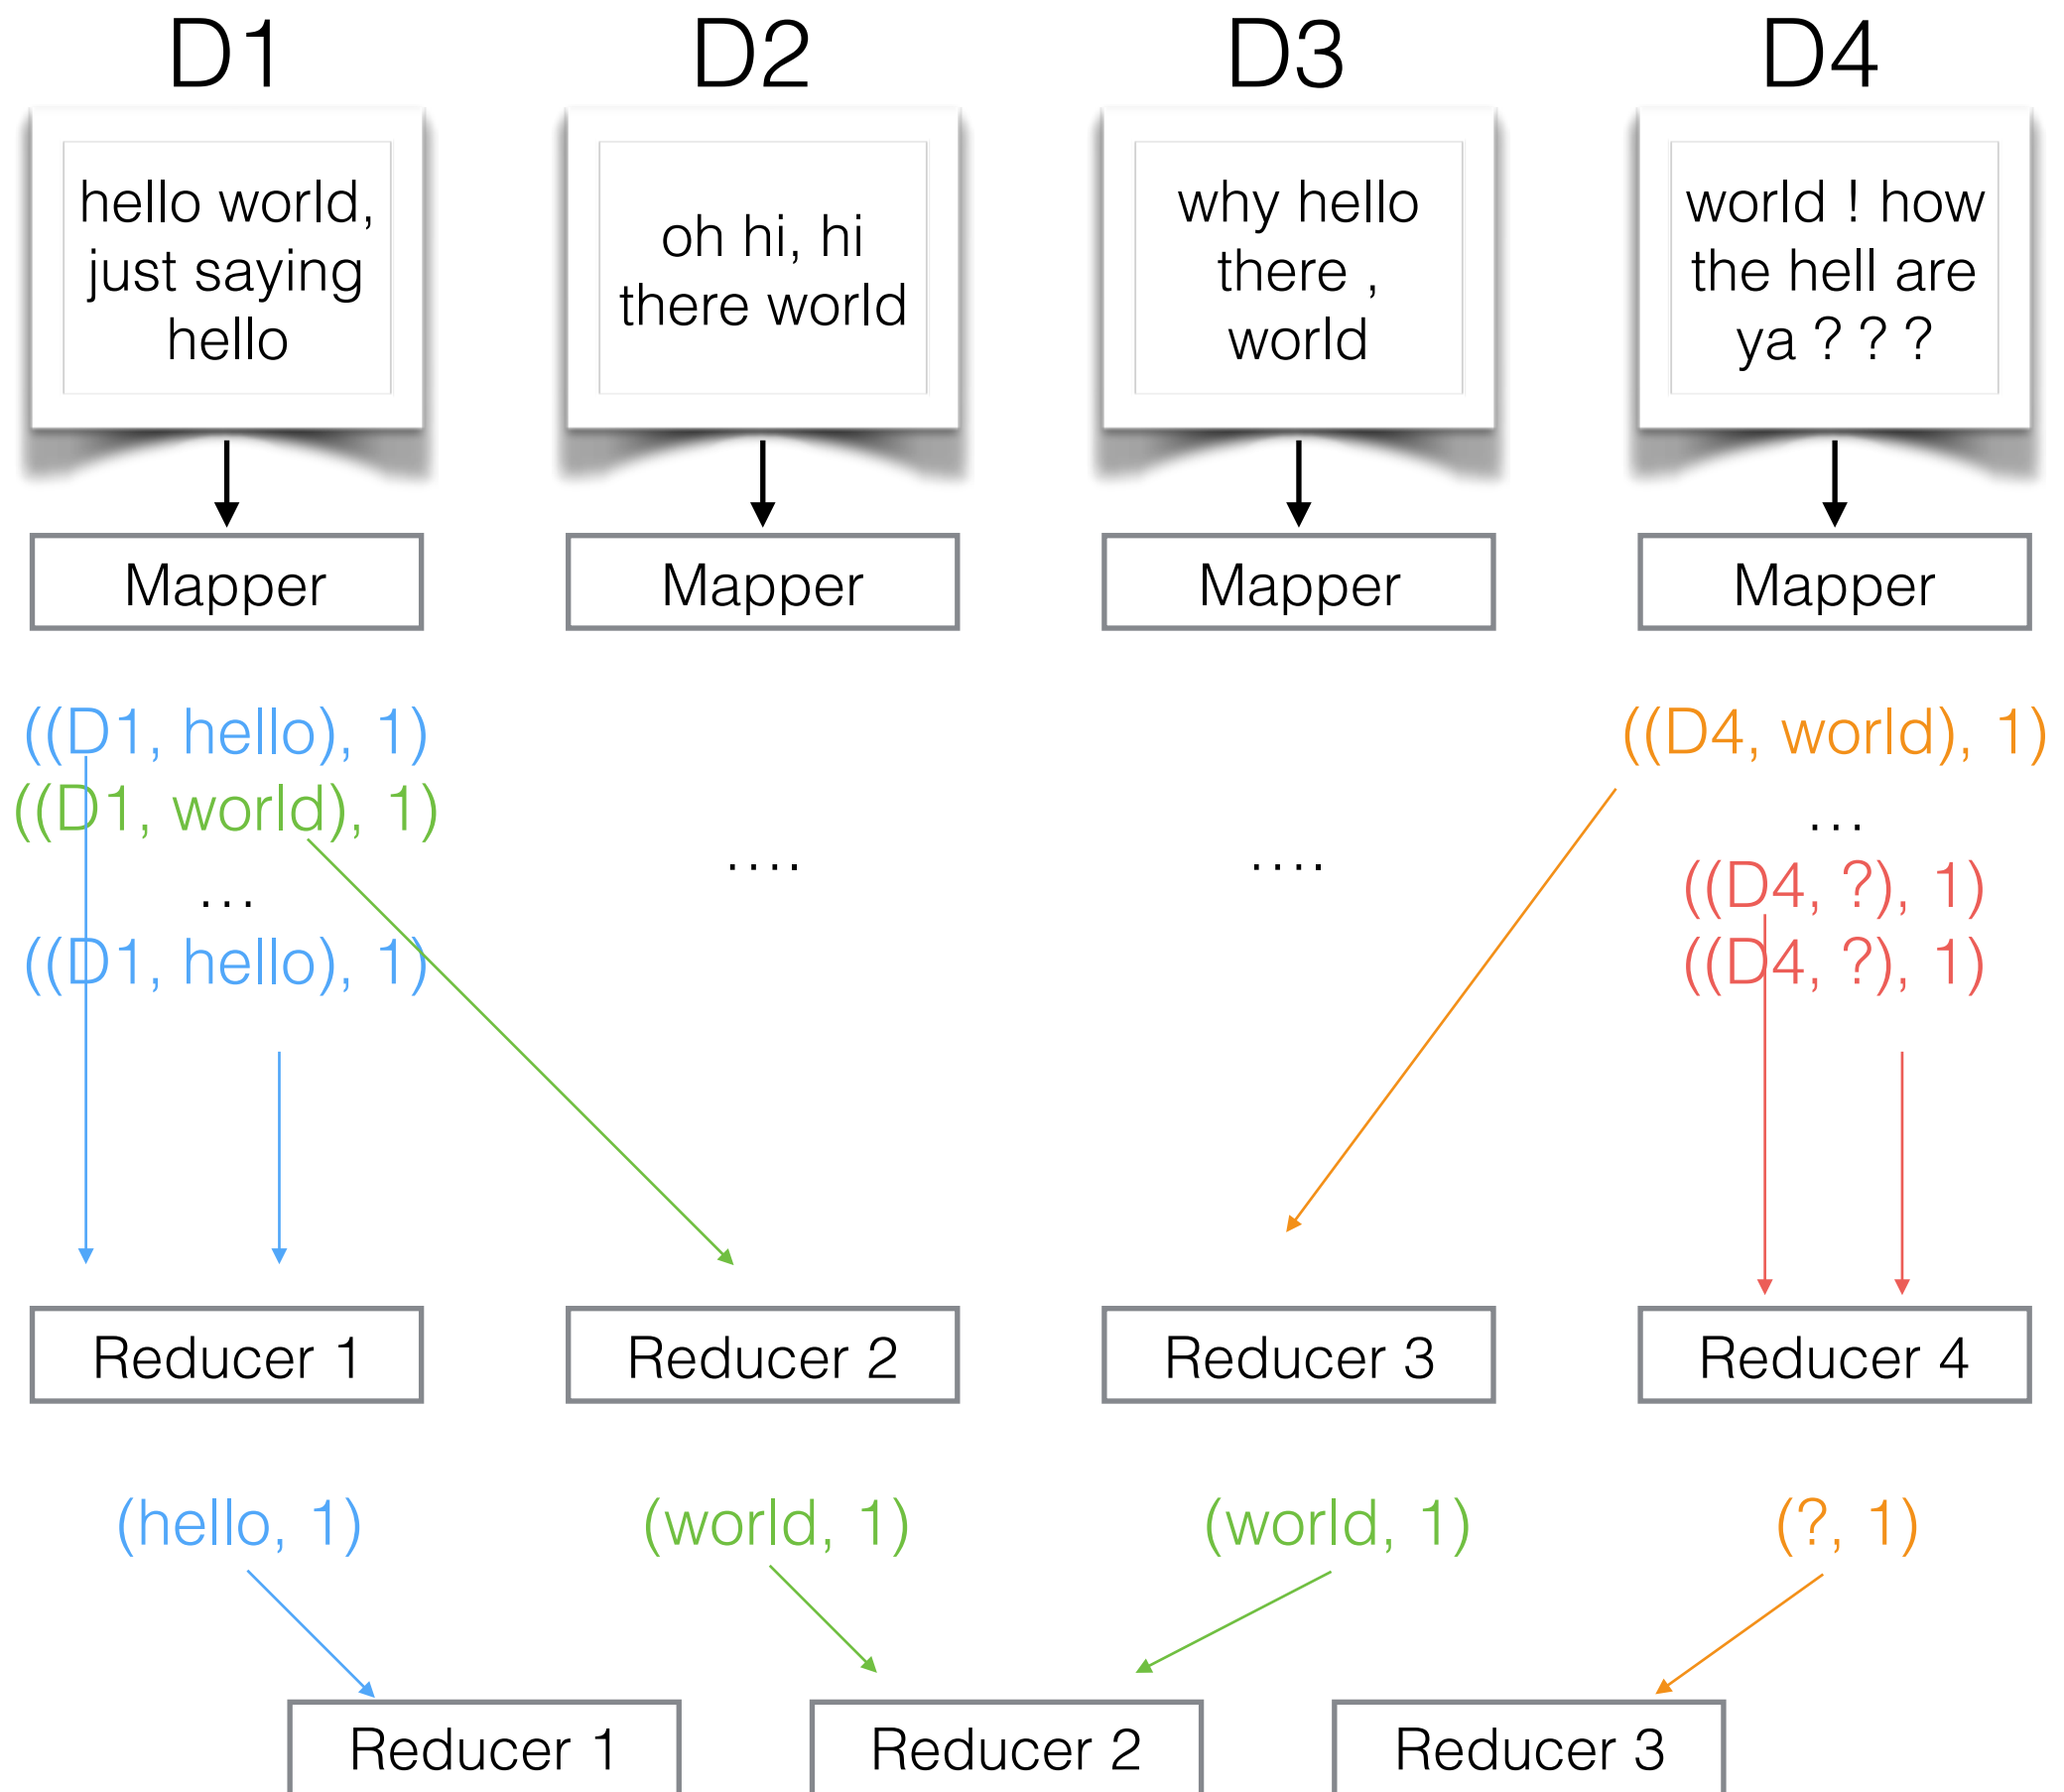 D1
D2
D3
D4
hello world,
just saying
hello
oh hi, hi
there world
why hello
there ,
world
world ! how
the hell are
ya ? ? ?
Mapper
Mapper
Mapper
Mapper
((D1, hello), 1)
((D1, world), 1)
...
((D1, hello), 1)
....
....
((D4, world), 1)
...
((D4, ?), 1)
((D4, ?), 1)
Reducer 1
Reducer 2
Reducer 3
Reducer 4
(hello, 1)
(world, 1)
(world, 1)
(?, 1)
Reducer 1
Reducer 2
Reducer 3